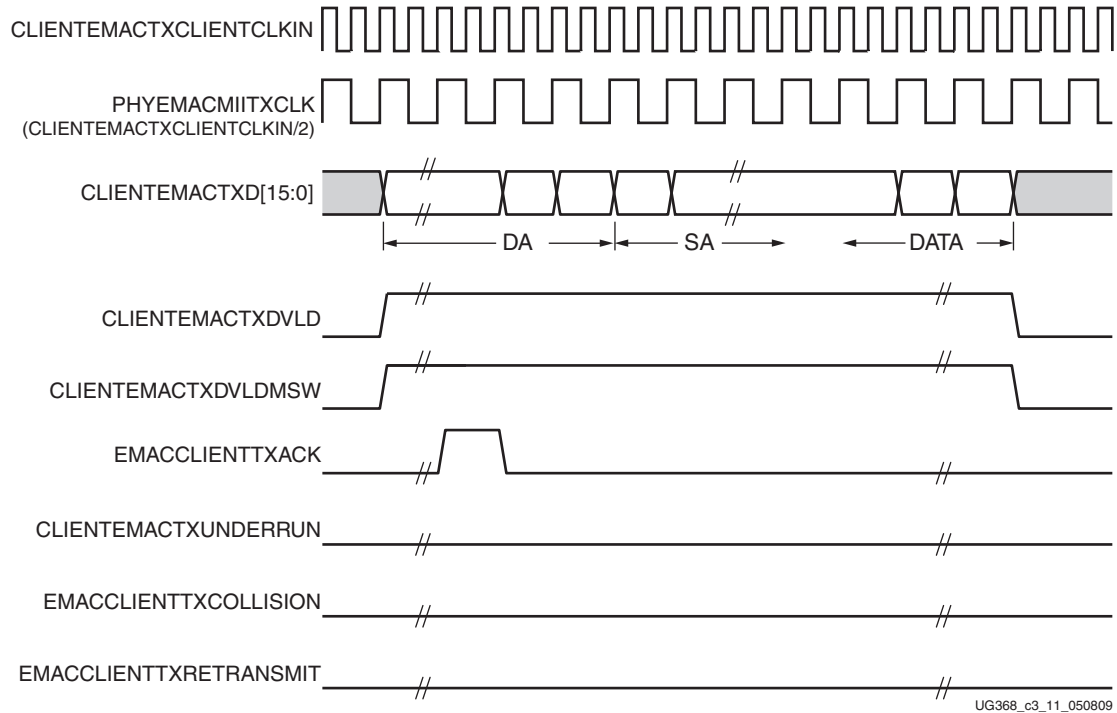 CLIENTEMACTXCLIENTCLKIN
PHYEMACMIITXCLK
(CLIENTEMACTXCLIENTCLKIN/2)
CLIENTEMACTXD[15:0]
DA SA DATA
CLIENTEMACTXDVLD
CLIENTEMACTXDVLDMSW
EMACCLIENTTXACK
CLIENTEMACTXUNDERRUN
EMACCLIENTTXCOLLISION
EMACCLIENTTXRETRANSMIT
UG368_c3_11_050809